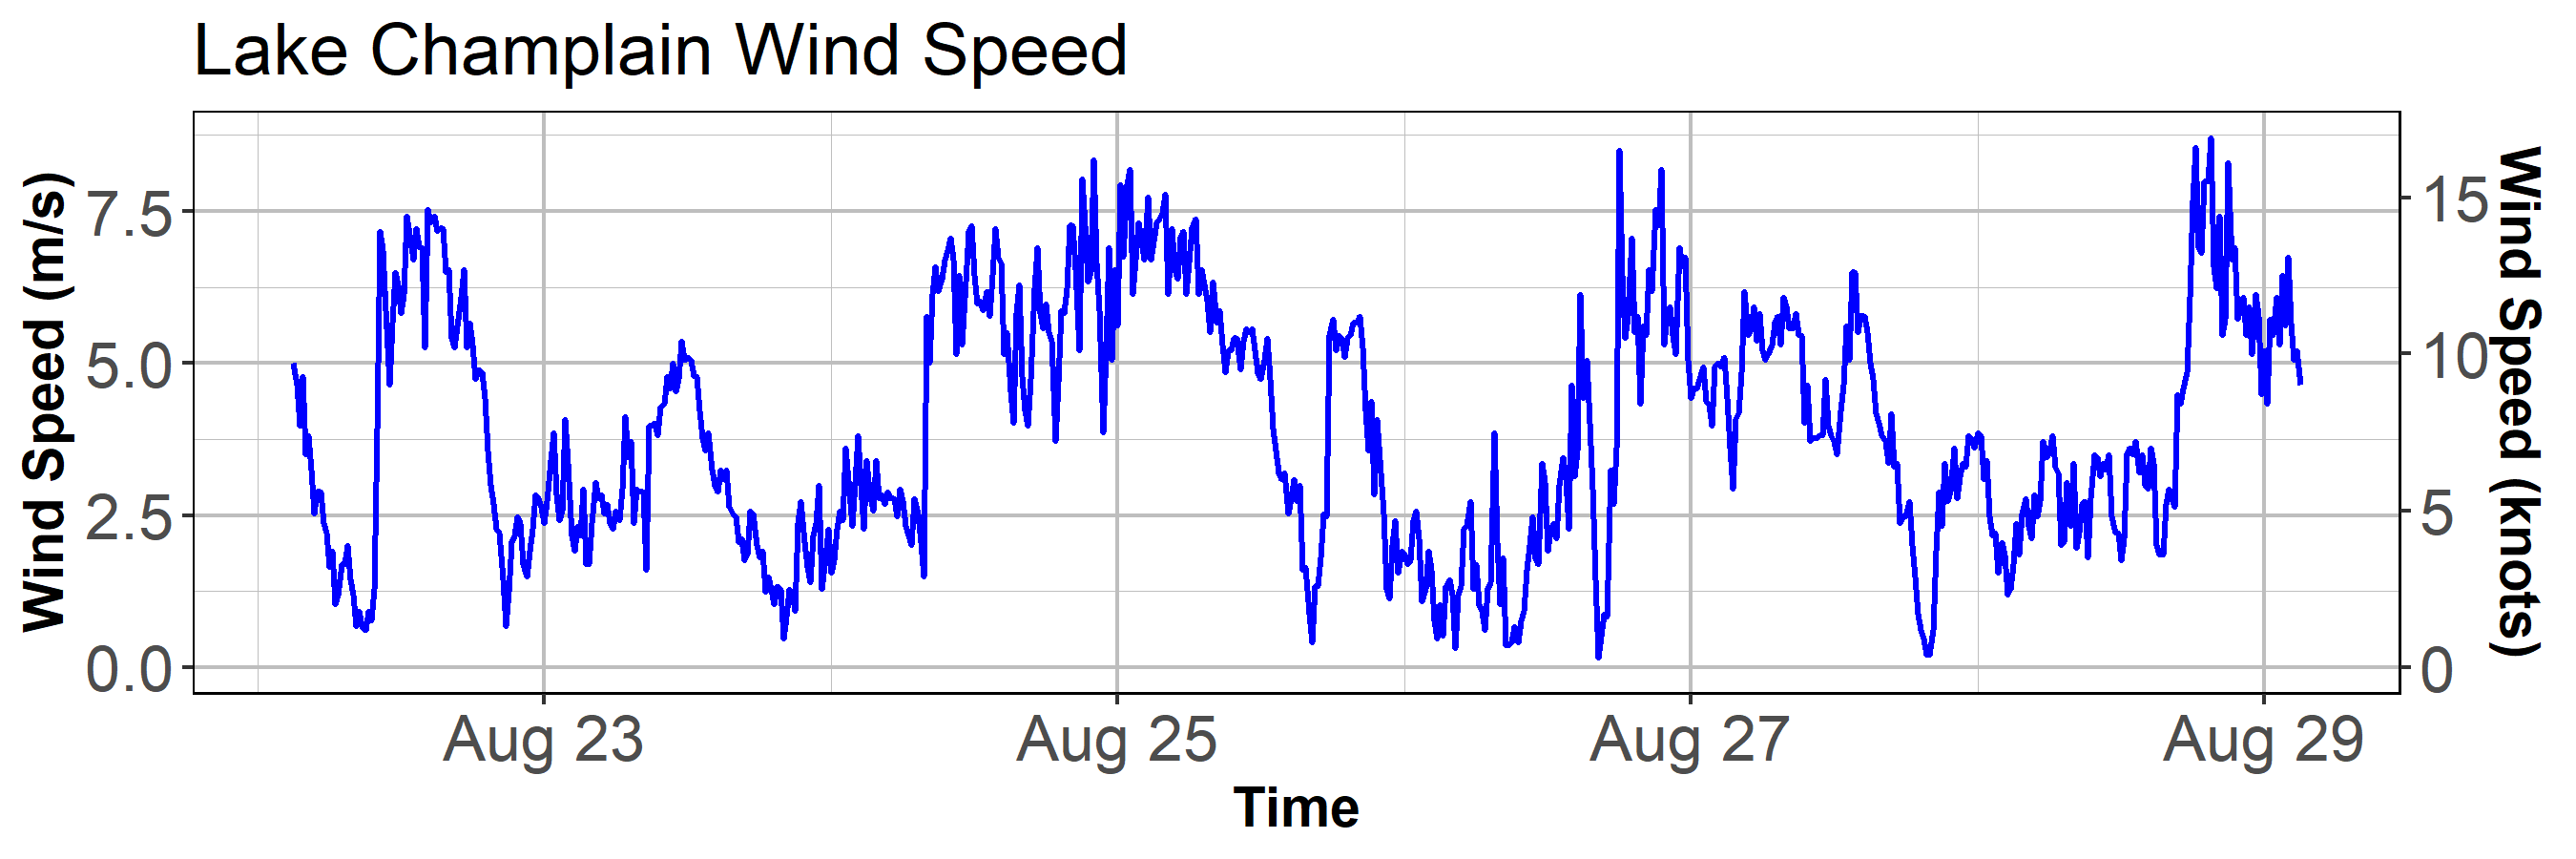 Lake Champlain Wind Speed
Wind Speed (m/s)
7.5
5.0
2.5
0.0
15
10
5
0
Wind Speed (knots)
Aug 23
Aug 25
Aug 27
Aug 29
Time